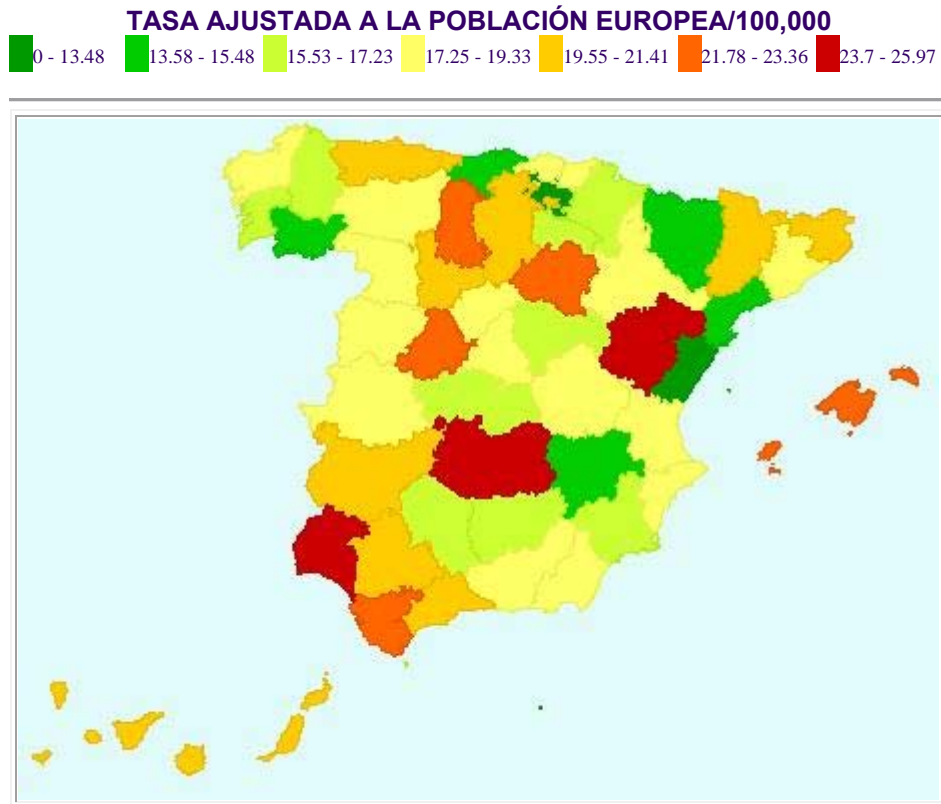 TASA AJUSTADA A LA POBLACIÓN EUROPEA/100,000
0 - 13.48 13.58 - 15.48 15.53 - 17.23 17.25 - 19.33 19.55 - 21.41 21.78 - 23.36 23.7 - 25.97